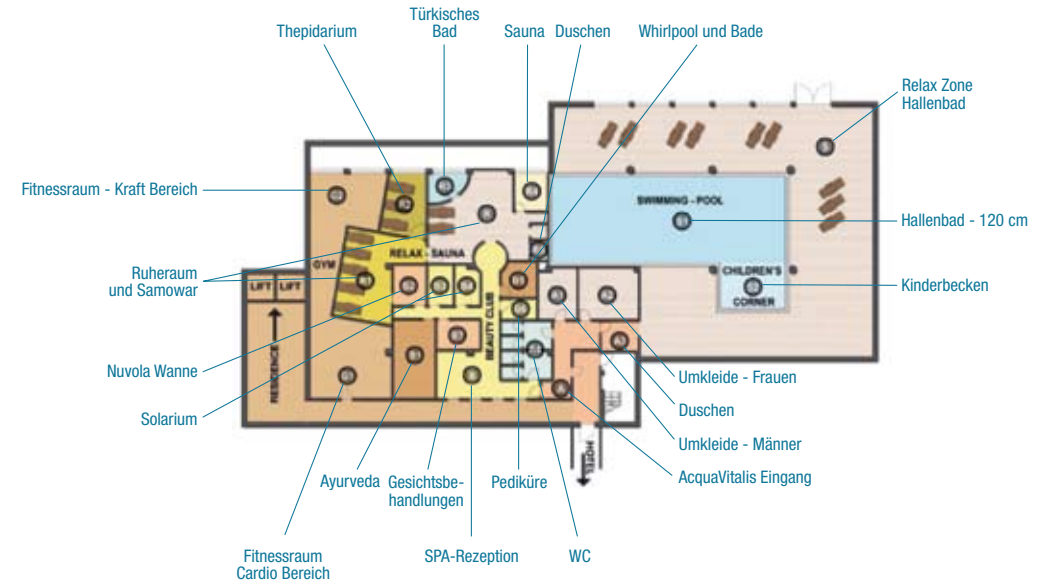 Türkisches
Bad
Thepidarium
Sauna
Duschen
Whirlpool und Bade
Relax Zone
Hallenbad
Fitnessraum - Kraft Bereich
SWIMMING - POOL
Hallenbad - 120 cm
RELAX - SAUNA
GYM
Ruheraum
und Samowar
LIFT
LIFT
CHILDREN'S
CORNER
Kinderbecken
BEAUTY CLUB
RESIDENCE
Nuvola Wanne
Umkleide - Frauen
Solarium
Duschen
Umkleide - Männer
HOTEL
AcquaVitalis Eingang
Ayurveda
Gesichtsbe-
handlungen
Pediküre
Fitnessraum
Cardio Bereich
SPA-Rezeption
WC